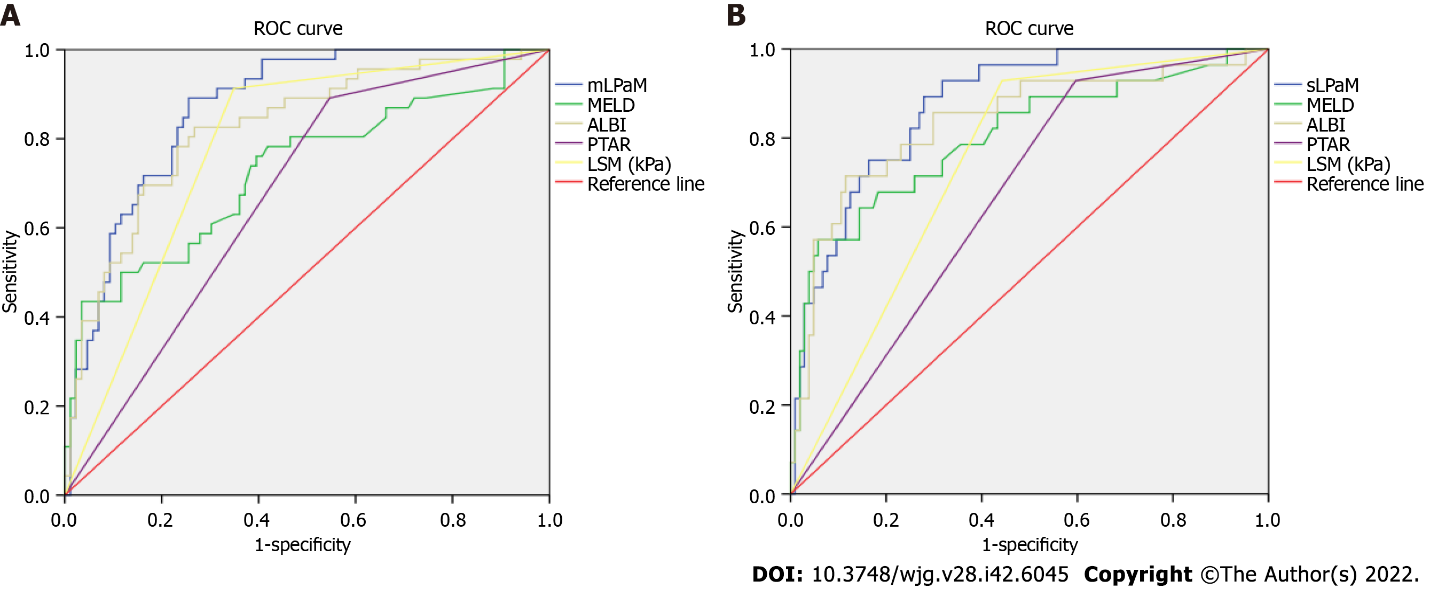 A
ROC curve
1.0
0.8
0.6
0.4
0.2
0.0
Sensitivity
0.0 0.2 0.4 0.6 0.8 1.0
1-specificity
mLPaM
MELD
ALBI
PTAR
LSM (kPa)
Reference line
B
ROC curve
1.0
0.8
0.6
0.4
0.2
0.0
Sensitivity
0.0 0.2 0.4 0.6 0.8 1.0
1-specificity
sLPaM
MELD
ALBI
PTAR
LSM (kPa)
Reference line
DOI: 10.3748/wjg.v28.i42.6045 Copyright ©The Author(s) 2022.